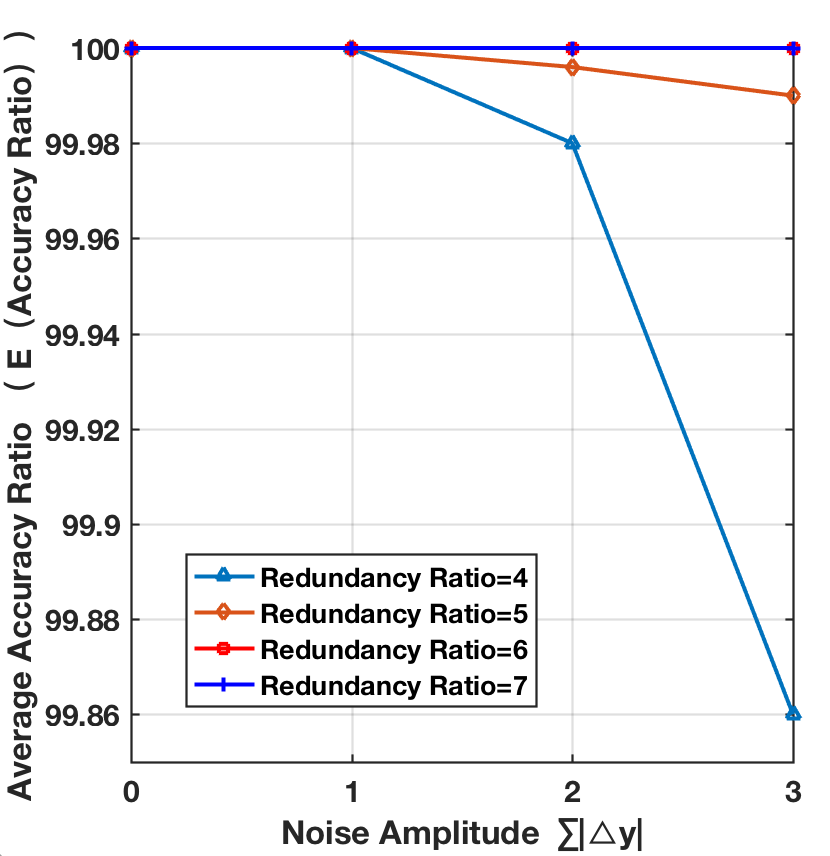 Average Accuracy Ratio （E（Accuracy Ratio））
100
99.98
99.96
99.94
99.92
99.9
99.88
99.86
Redundancy Ratio=4
Redundancy Ratio=5
Redundancy Ratio=6
Redundancy Ratio=7
0 1 2 3
Noise Amplitude ∑|△y|